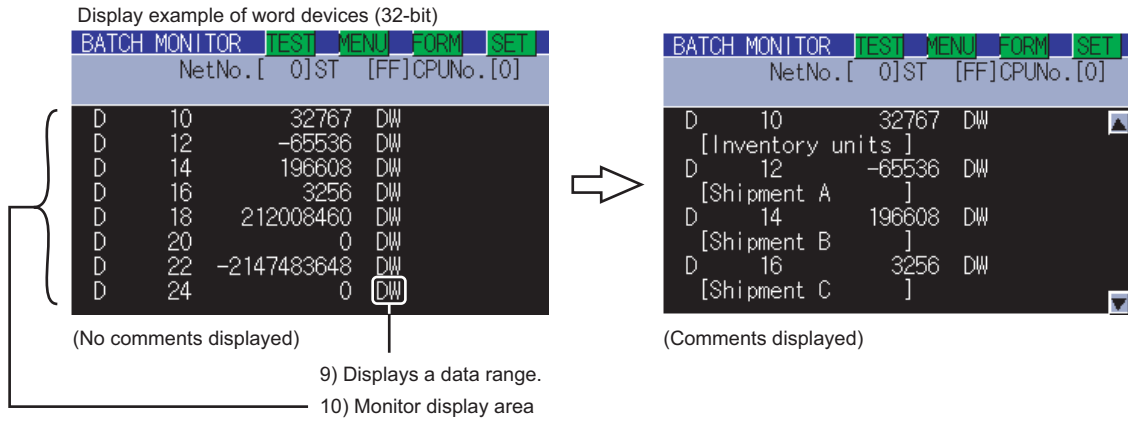 Display example of word devices (32-bit)
BATCH MONITOR TEST MENU FORM SET
NetNo.[ 0]ST [FF]CPUNo.[0]
D 10 32767 DW
D 12 -65536 DW
D 14 196608 DW
D 16 3256 DW
D 18 212008460 DW
D 20 0 DW
D 22 -2147483648 DW
D 24 0 DW
(No comments displayed)
9) Displays a data range.
10) Monitor display area
BATCH MONITOR TEST MENU FORM SET
NetNo.[ 0]ST [FF]CPUNo.[0]
D 10 32767 DW
[Inventory units ]
D 12 -65536 DW
[Shipment A ]
D 14 196608 DW
[Shipment B ]
D 16 3256 DW
[Shipment C ]
(Comments displayed)